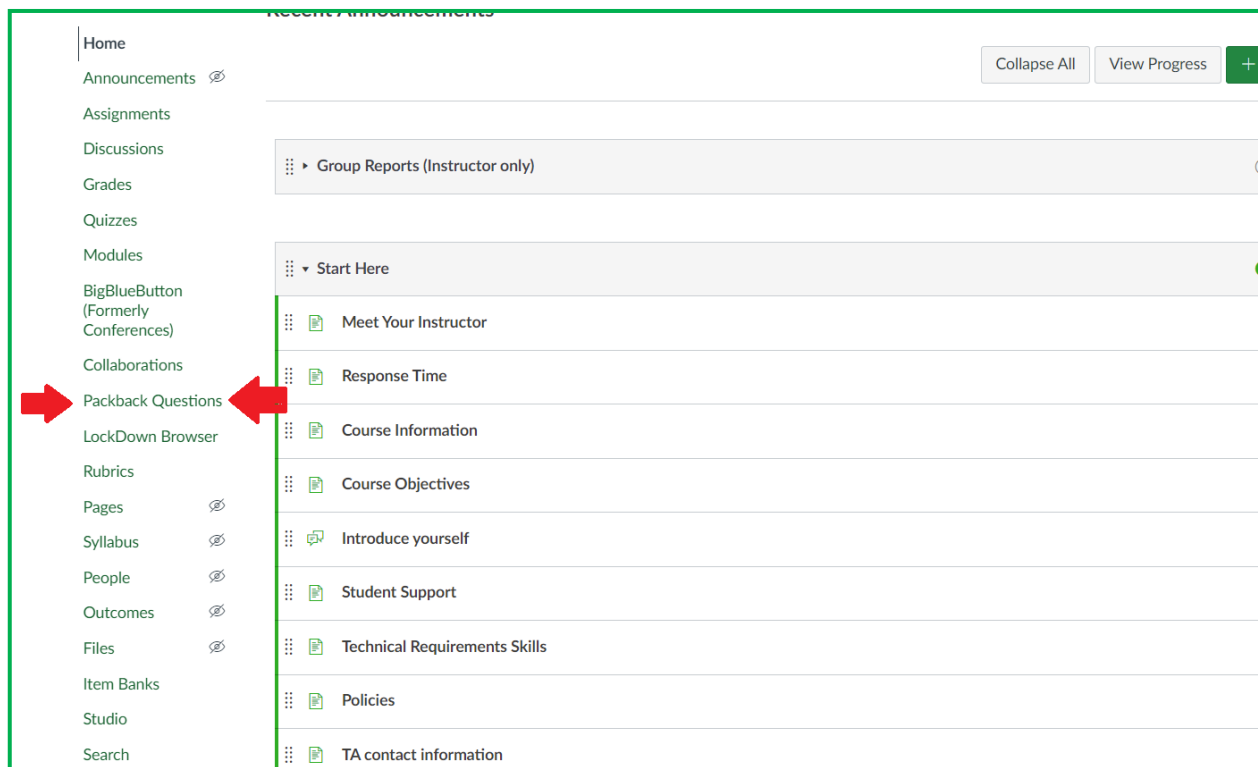 Recent Announcements
Home
Announcements
Assignments
Discussions
Grades
Quizzes
Modules
BigBlueButton
(Formerly
Conferences)
Collaborations
Packback Questions
LockDown Browser
Rubrics
Pages
Syllabus
People
Outcomes
Files
Item Banks
Studio
Search
Collapse All
View Progress
+
Group Reports (Instructor only)
Start Here
Meet Your Instructor
Response Time
Course Information
Course Objectives
Introduce yourself
Student Support
Technical Requirements Skills
Policies
TA contact information